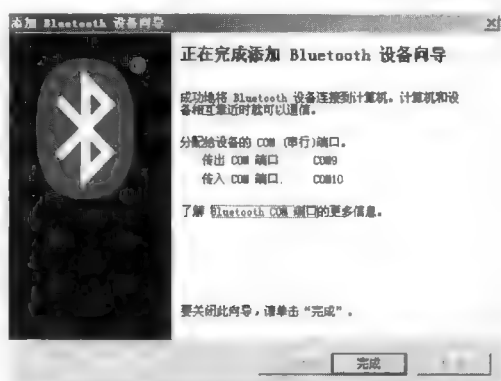 添加 Bluetooth 设备向导
正在完成添加 Bluetooth 设备向导
成功地将 Bluetooth 设备连接到计算机。计算机和设
备相互靠近时就可以通信。
分配给设备的 COM (串行)端口。
传出 COM 端口 COM9
传入 COM 端口. COM10
了解 Bluetooth COM 端口的更多信息。
要关闭此向导，请单击“完成”。
完成